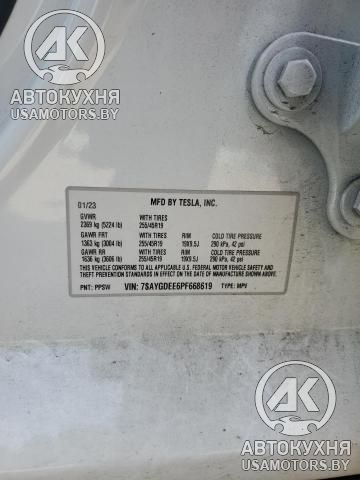 АК
АВТОКУХНЯ
USAMOTORS.BY
MFD BY TESLA, INC.
01/23
GVWR WITH TIRES
2369 kg (5224 lb) 255/45R19
GAWR FRT WITH TIRES RIM COLD TIRE PRESSURE
1363 kg (3004 lb) 255/45R19 19X9.5J 290 kPa, 42 psi
GAWR RR WITH TIRES RIM COLD TIRE PRESSURE
1636 kg (3606 lb) 255/45R19 19X9.5J 290 kPa, 42 psi
THIS VEHICLE CONFORMS TO ALL APPLICABLE U.S. FEDERAL MOTOR VEHICLE SAFETY AND
THEFT PREVENTION STANDARDS IN EFFECT ON THE DATE OF MANUFACTURE SHOWN ABOVE.
PNT: PPSW VIN: 7SAYGDEE6PF668619 TYPE: MPV
АК
АВТОКУХНЯ
USAMOTORS.BY